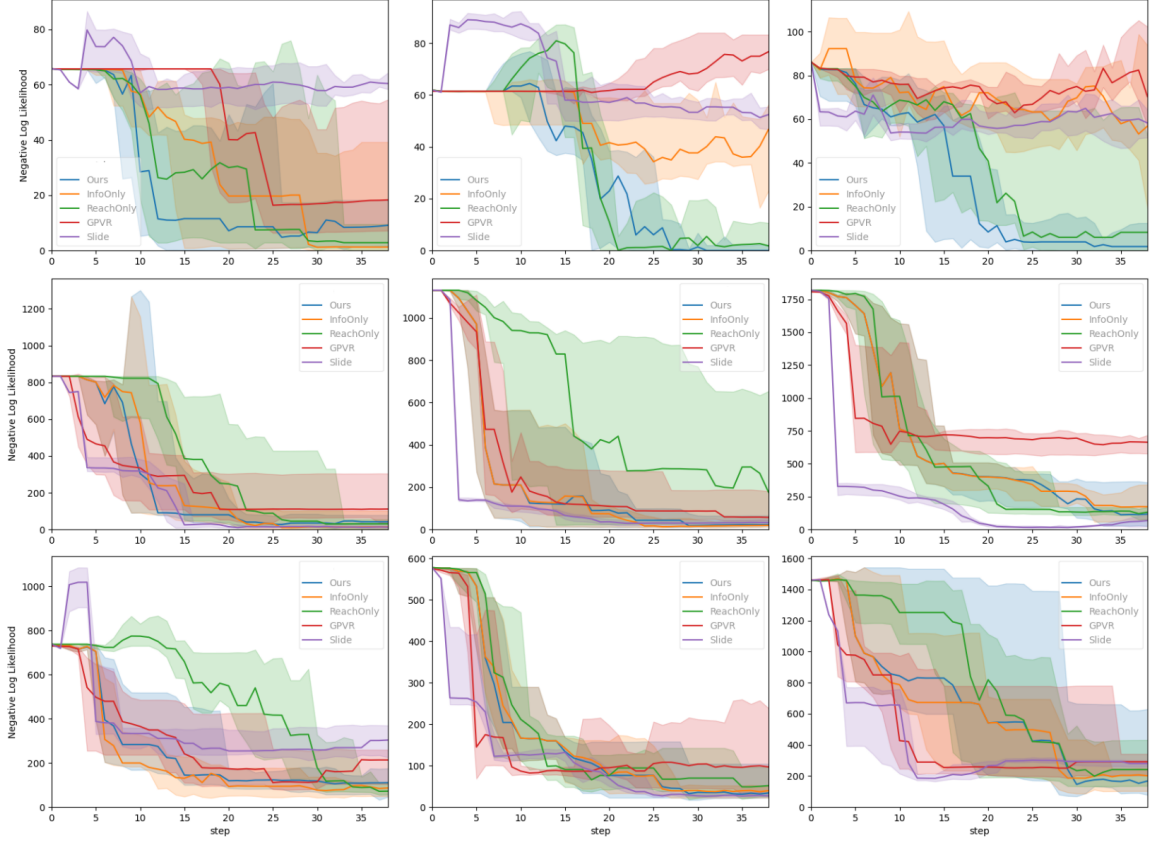 Negative Log Likelihood
80
60
40
20
0
Ours
InfoOnly
ReachOnly
GPVR
Slide
0 5 10 15 20 25 30 35
80
60
40
20
0
Ours
InfoOnly
ReachOnly
GPVR
Slide
0 5 10 15 20 25 30 35
100
80
60
40
20
0
Ours
InfoOnly
ReachOnly
GPVR
Slide
0 5 10 15 20 25 30 35
Negative Log Likelihood
1200
1000
800
600
400
200
0
Ours
InfoOnly
ReachOnly
GPVR
Slide
0 5 10 15 20 25 30 35
1000
800
600
400
200
0
Ours
InfoOnly
ReachOnly
GPVR
Slide
0 5 10 15 20 25 30 35
1750
1500
1250
1000
750
500
250
0
Ours
InfoOnly
ReachOnly
GPVR
Slide
0 5 10 15 20 25 30 35
Negative Log Likelihood
1000
800
600
400
200
0
Ours
InfoOnly
ReachOnly
GPVR
Slide
0 5 10 15 20 25 30 35
step
600
500
400
300
200
100
0
Ours
InfoOnly
ReachOnly
GPVR
Slide
0 5 10 15 20 25 30 35
step
1600
1400
1200
1000
800
600
400
200
0
Ours
InfoOnly
ReachOnly
GPVR
Slide
0 5 10 15 20 25 30 35
step